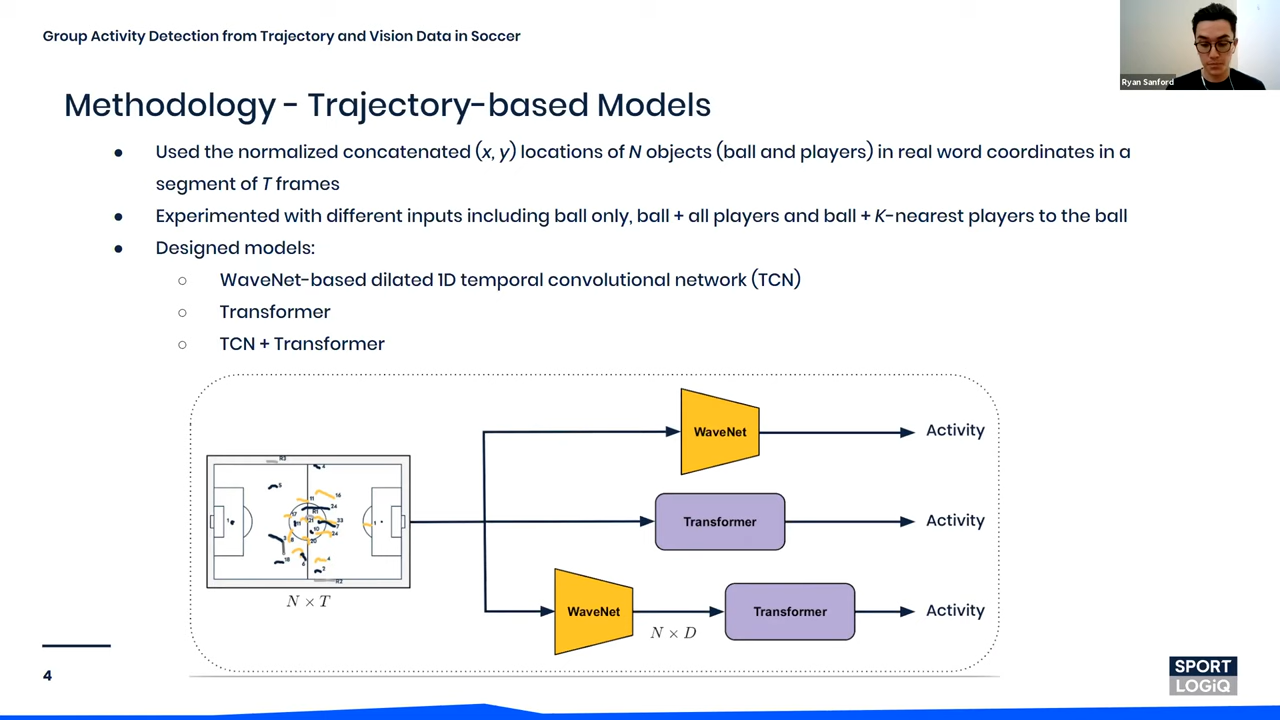 Group Activity Detection from Trajectory and Vision Data in Soccer
Ryan Sanford
Methodology - Trajectory-based Models
● Used the normalized concatenated (x, y) locations of N objects (ball and players) in real word coordinates in a
segment of T frames
● Experimented with different inputs including ball only, ball + all players and ball + K-nearest players to the ball
● Designed models:
○ WaveNet-based dilated 1D temporal convolutional network (TCN)
○ Transformer
○ TCN + Transformer
WaveNet
Activity
Transformer
Activity
WaveNet
N × D
Transformer
Activity
N × T
4
SPORT
LOGiQ